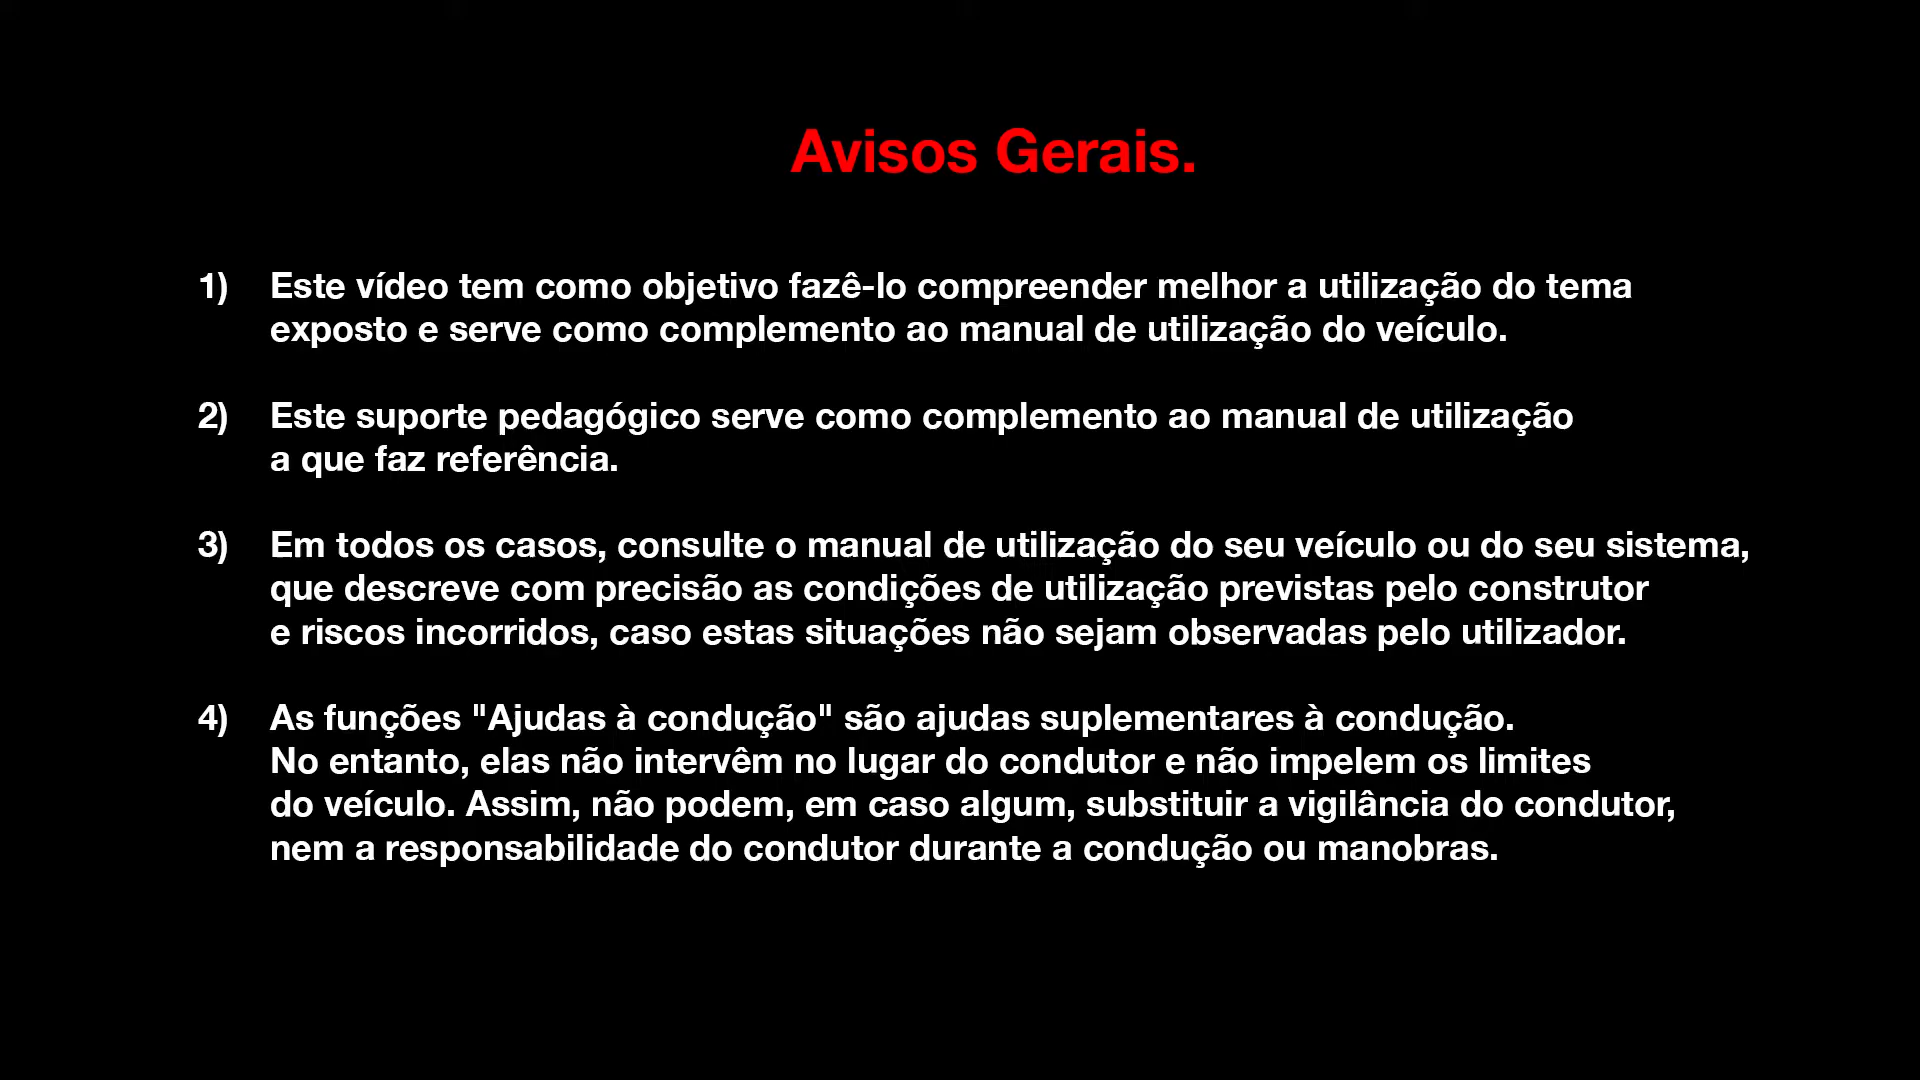 Avisos Gerais.
1) Este vídeo tem como objetivo fazê-lo compreender melhor a utilização do tema
exposto e serve como complemento ao manual de utilização do veículo.
2) Este suporte pedagógico serve como complemento ao manual de utilização
a que faz referência.
3) Em todos os casos, consulte o manual de utilização do seu veículo ou do seu sistema,
que descreve com precisão as condições de utilização previstas pelo construtor
e riscos incorridos, caso estas situações não sejam observadas pelo utilizador.
4) As funções "Ajudas à condução" são ajudas suplementares à condução.
No entanto, elas não intervêm no lugar do condutor e não impelem os limites
do veículo. Assim, não podem, em caso algum, substituir a vigilância do condutor,
nem a responsabilidade do condutor durante a condução ou manobras.